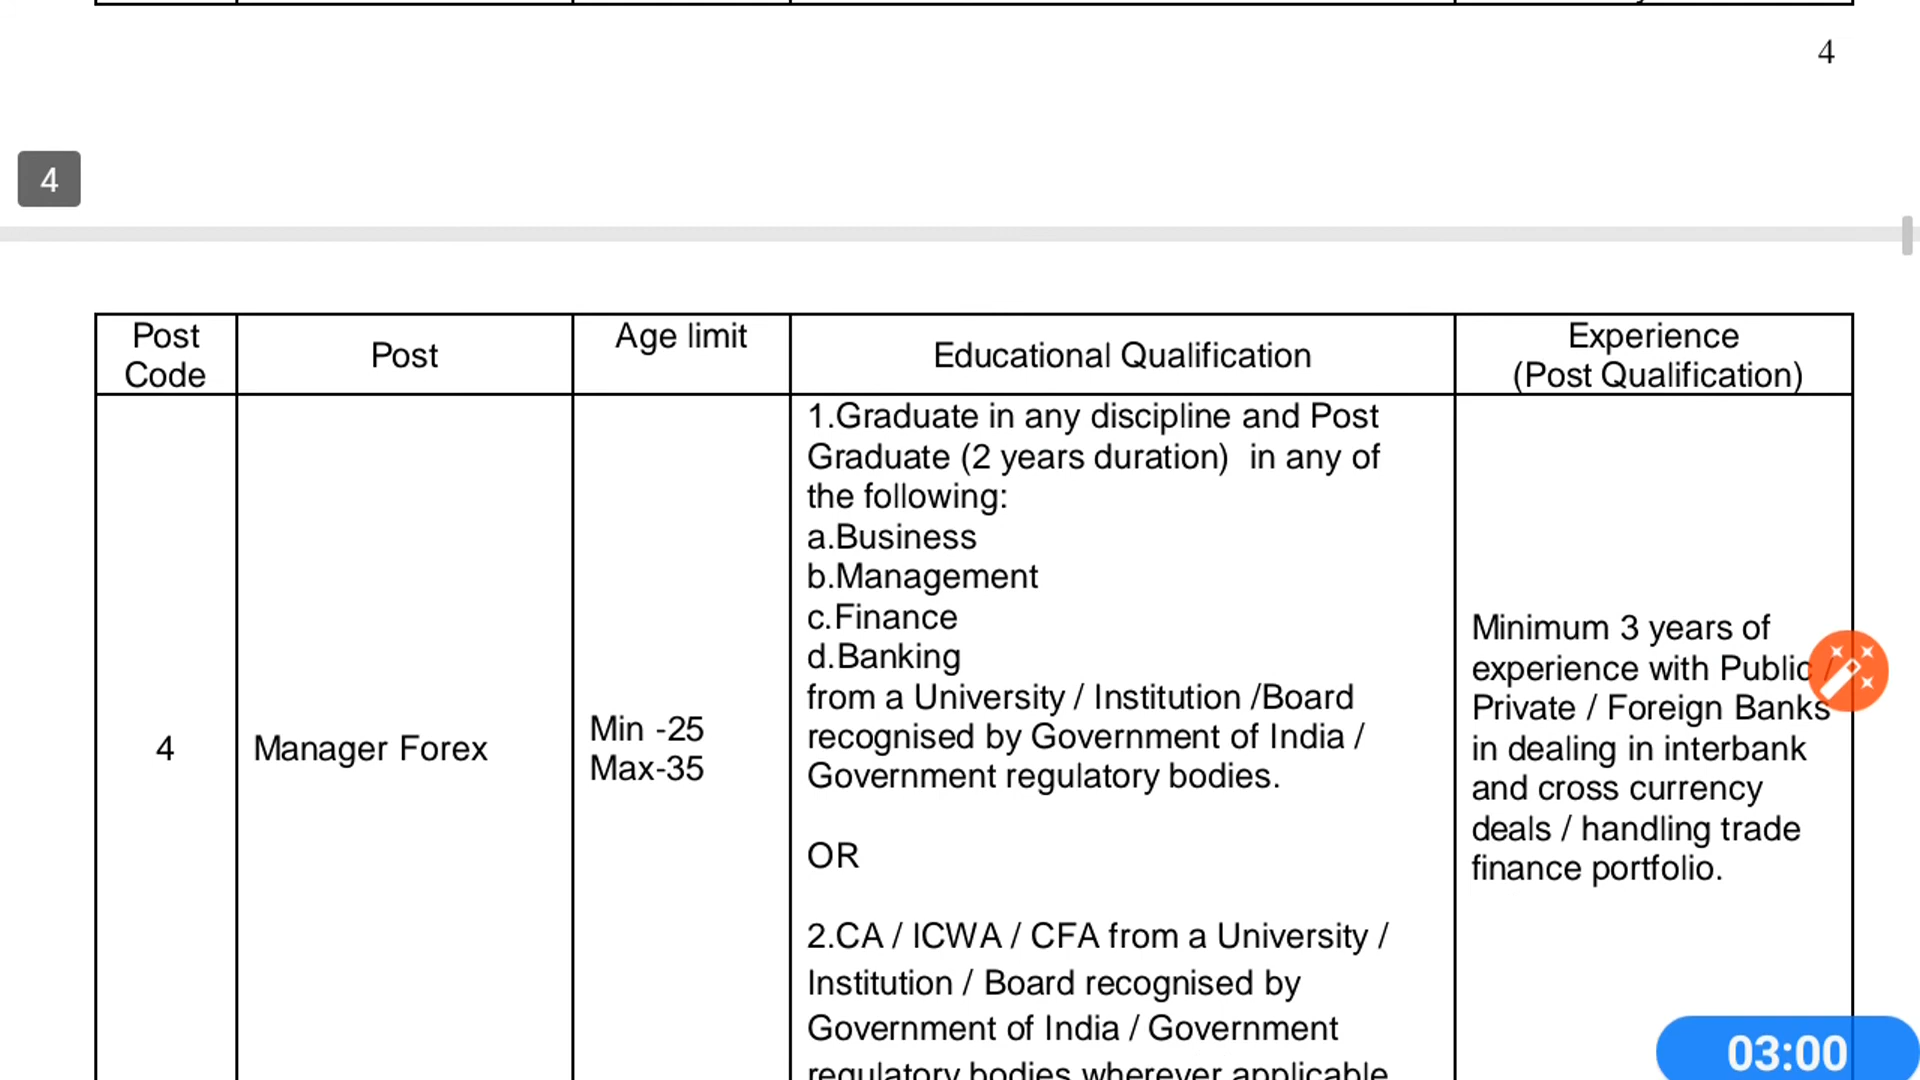 4
4
Post
Code
Post
Age limit
Educational Qualification
Experience
(Post Qualification)
4
Manager Forex
Min -25
Max-35
1.Graduate in any discipline and Post
Graduate (2 years duration)  in any of
the following:
a.Business
b.Management
c.Finance
d.Banking
from a University / Institution /Board
recognised by Government of India /
Government regulatory bodies.
OR
2.CA / ICWA / CFA from a University /
Institution / Board recognised by
Government of India / Government
regulatory bodies wherever applicable
Minimum 3 years of
experience with Public /
Private / Foreign Banks
in dealing in interbank
and cross currency
deals / handling trade
finance portfolio.
03:00